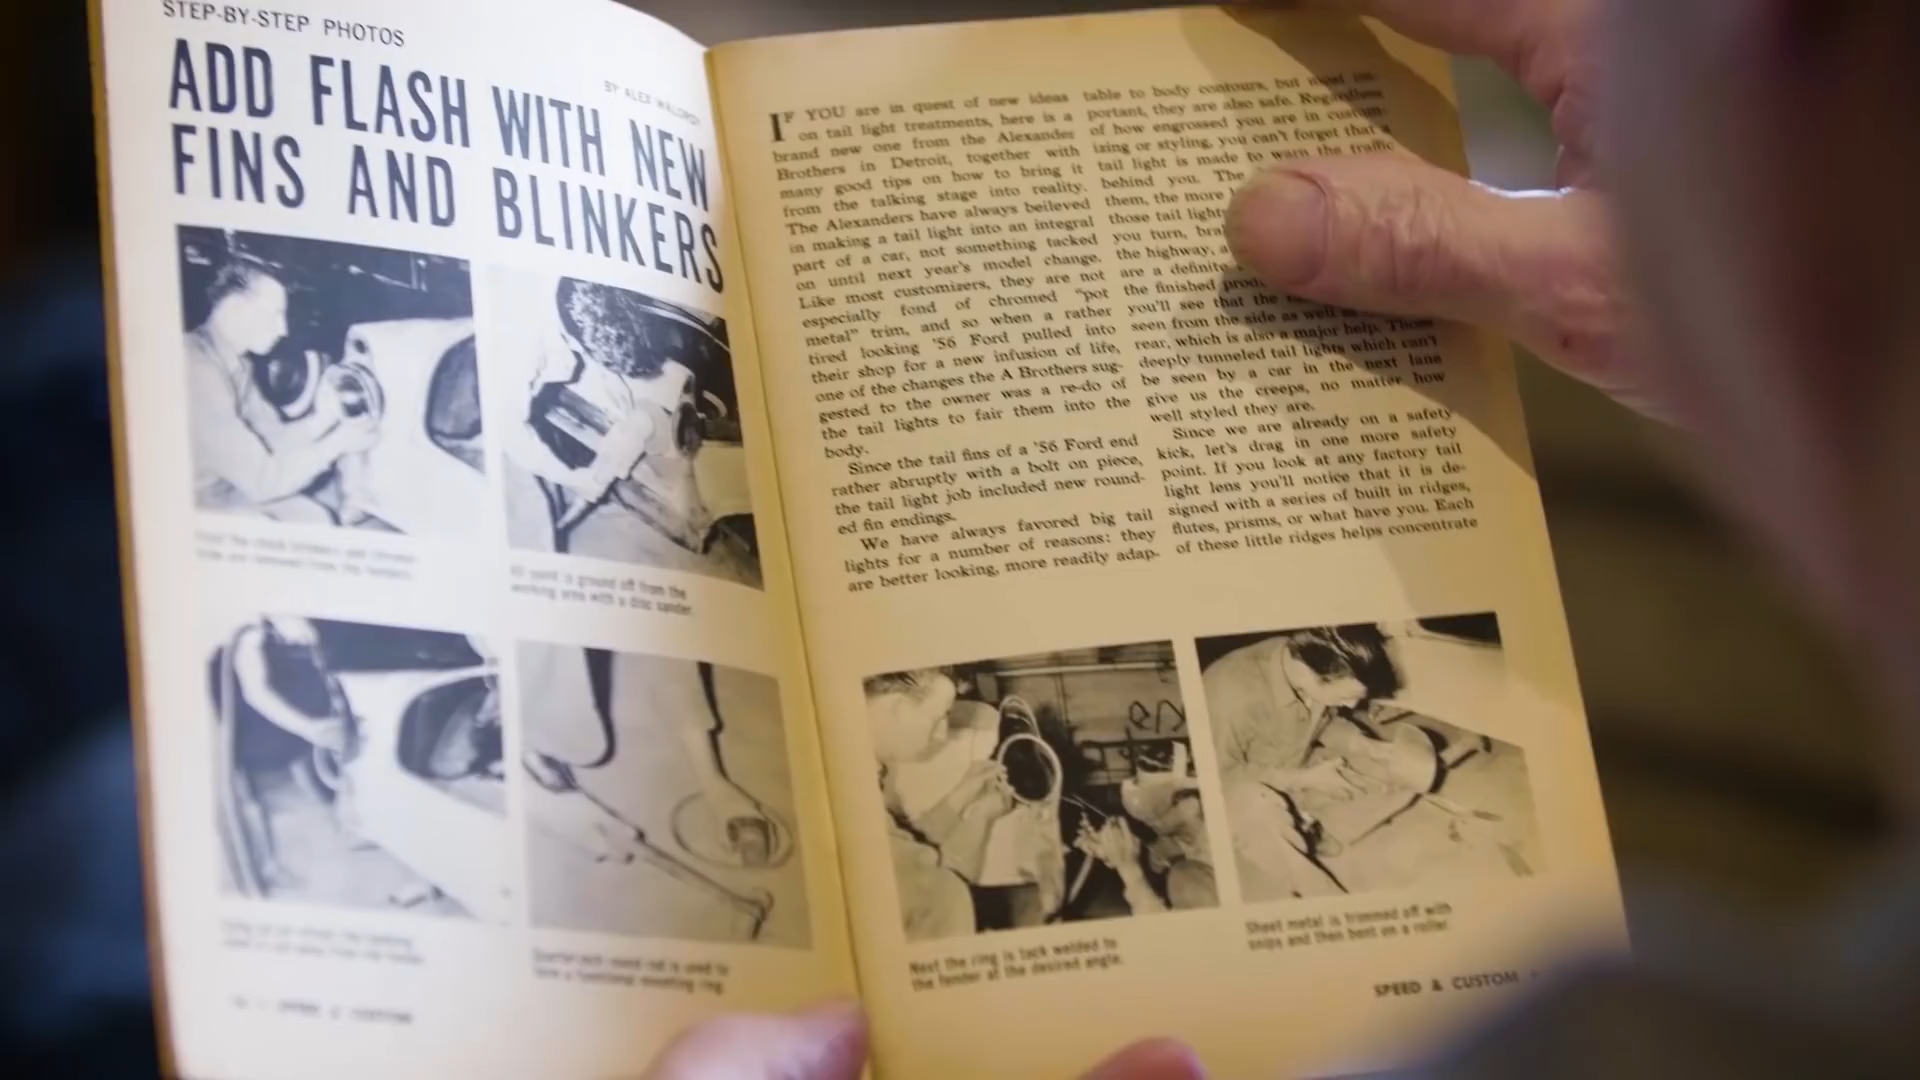 STEP-BY-STEP PHOTOS
BY ALEX
ADD FLASH WITH NEW
FINS AND BLINKERS
All paint is ground off from the
working area with a disc sander.
IF YOU are in quest of new ideas
on tail light treatments, here is a
brand new one from the Alexander
Brothers in Detroit, together with
many good tips on how to bring it
from the talking stage into reality.
The Alexanders have always beileved
in making a tail light into an integral
part of a car, not something tacked
on until next year's model change.
Like most customizers, they are not
especially fond of chromed "pot
metal" trim, and so when a rather
tired looking '56 Ford pulled into
their shop for a new infusion of life,
one of the changes the A Brothers sug-
gested to the owner was a re-do of
the tail lights to fair them into the
body.
Since the tail fins of a '56 Ford end
rather abruptly with a bolt on piece,
the tail light job included new round-
ed fin endings.
We have always favored big tail
lights for a number of reasons: they
are better looking, more readily adap-
table to body contours, but most im-
portant, they are also safe. Regardless
of how engrossed you are in custom-
izing or styling, you can't forget that a
tail light is made to warn the traffic
behind you. The
them, the more
those tail lights
you turn, bra
the highway, a
are a definite
the finished
you'll see that the
seen from the side as well
rear, which is also a major help. Those
deeply tunneled tail lights which can't
be seen by a car in the next lane
give us the creeps, no matter how
well styled they are.
Since we are already on a safety
kick, let's drag in one more safety
point. If you look at any factory tail
light lens you'll notice that it is de-
signed with a series of built in ridges,
flutes, prisms, or what have you. Each
of these little ridges helps concentrate
Next the ring is tack welded to
the fender at the desired angle.
Sheet metal is trimmed off with
snips and then bent on a roller.
SPEED & CUSTOM